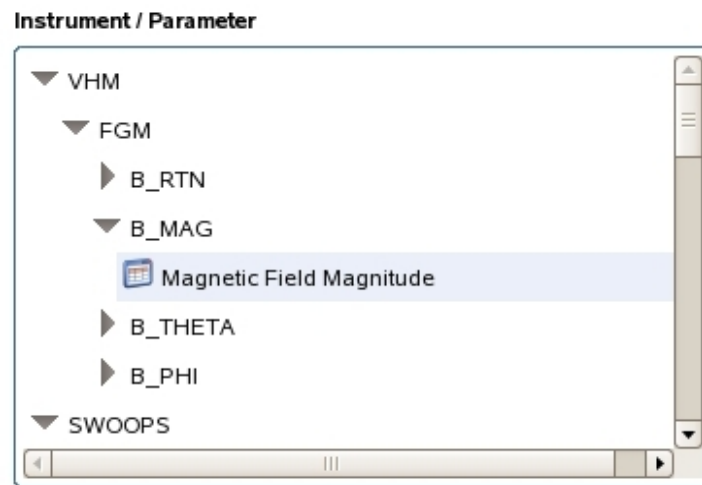 Instrument / Parameter
VHM
FGM
B_RTN
B_MAG
Magnetic Field Magnitude
B_THETA
B_PHI
SWOOPS